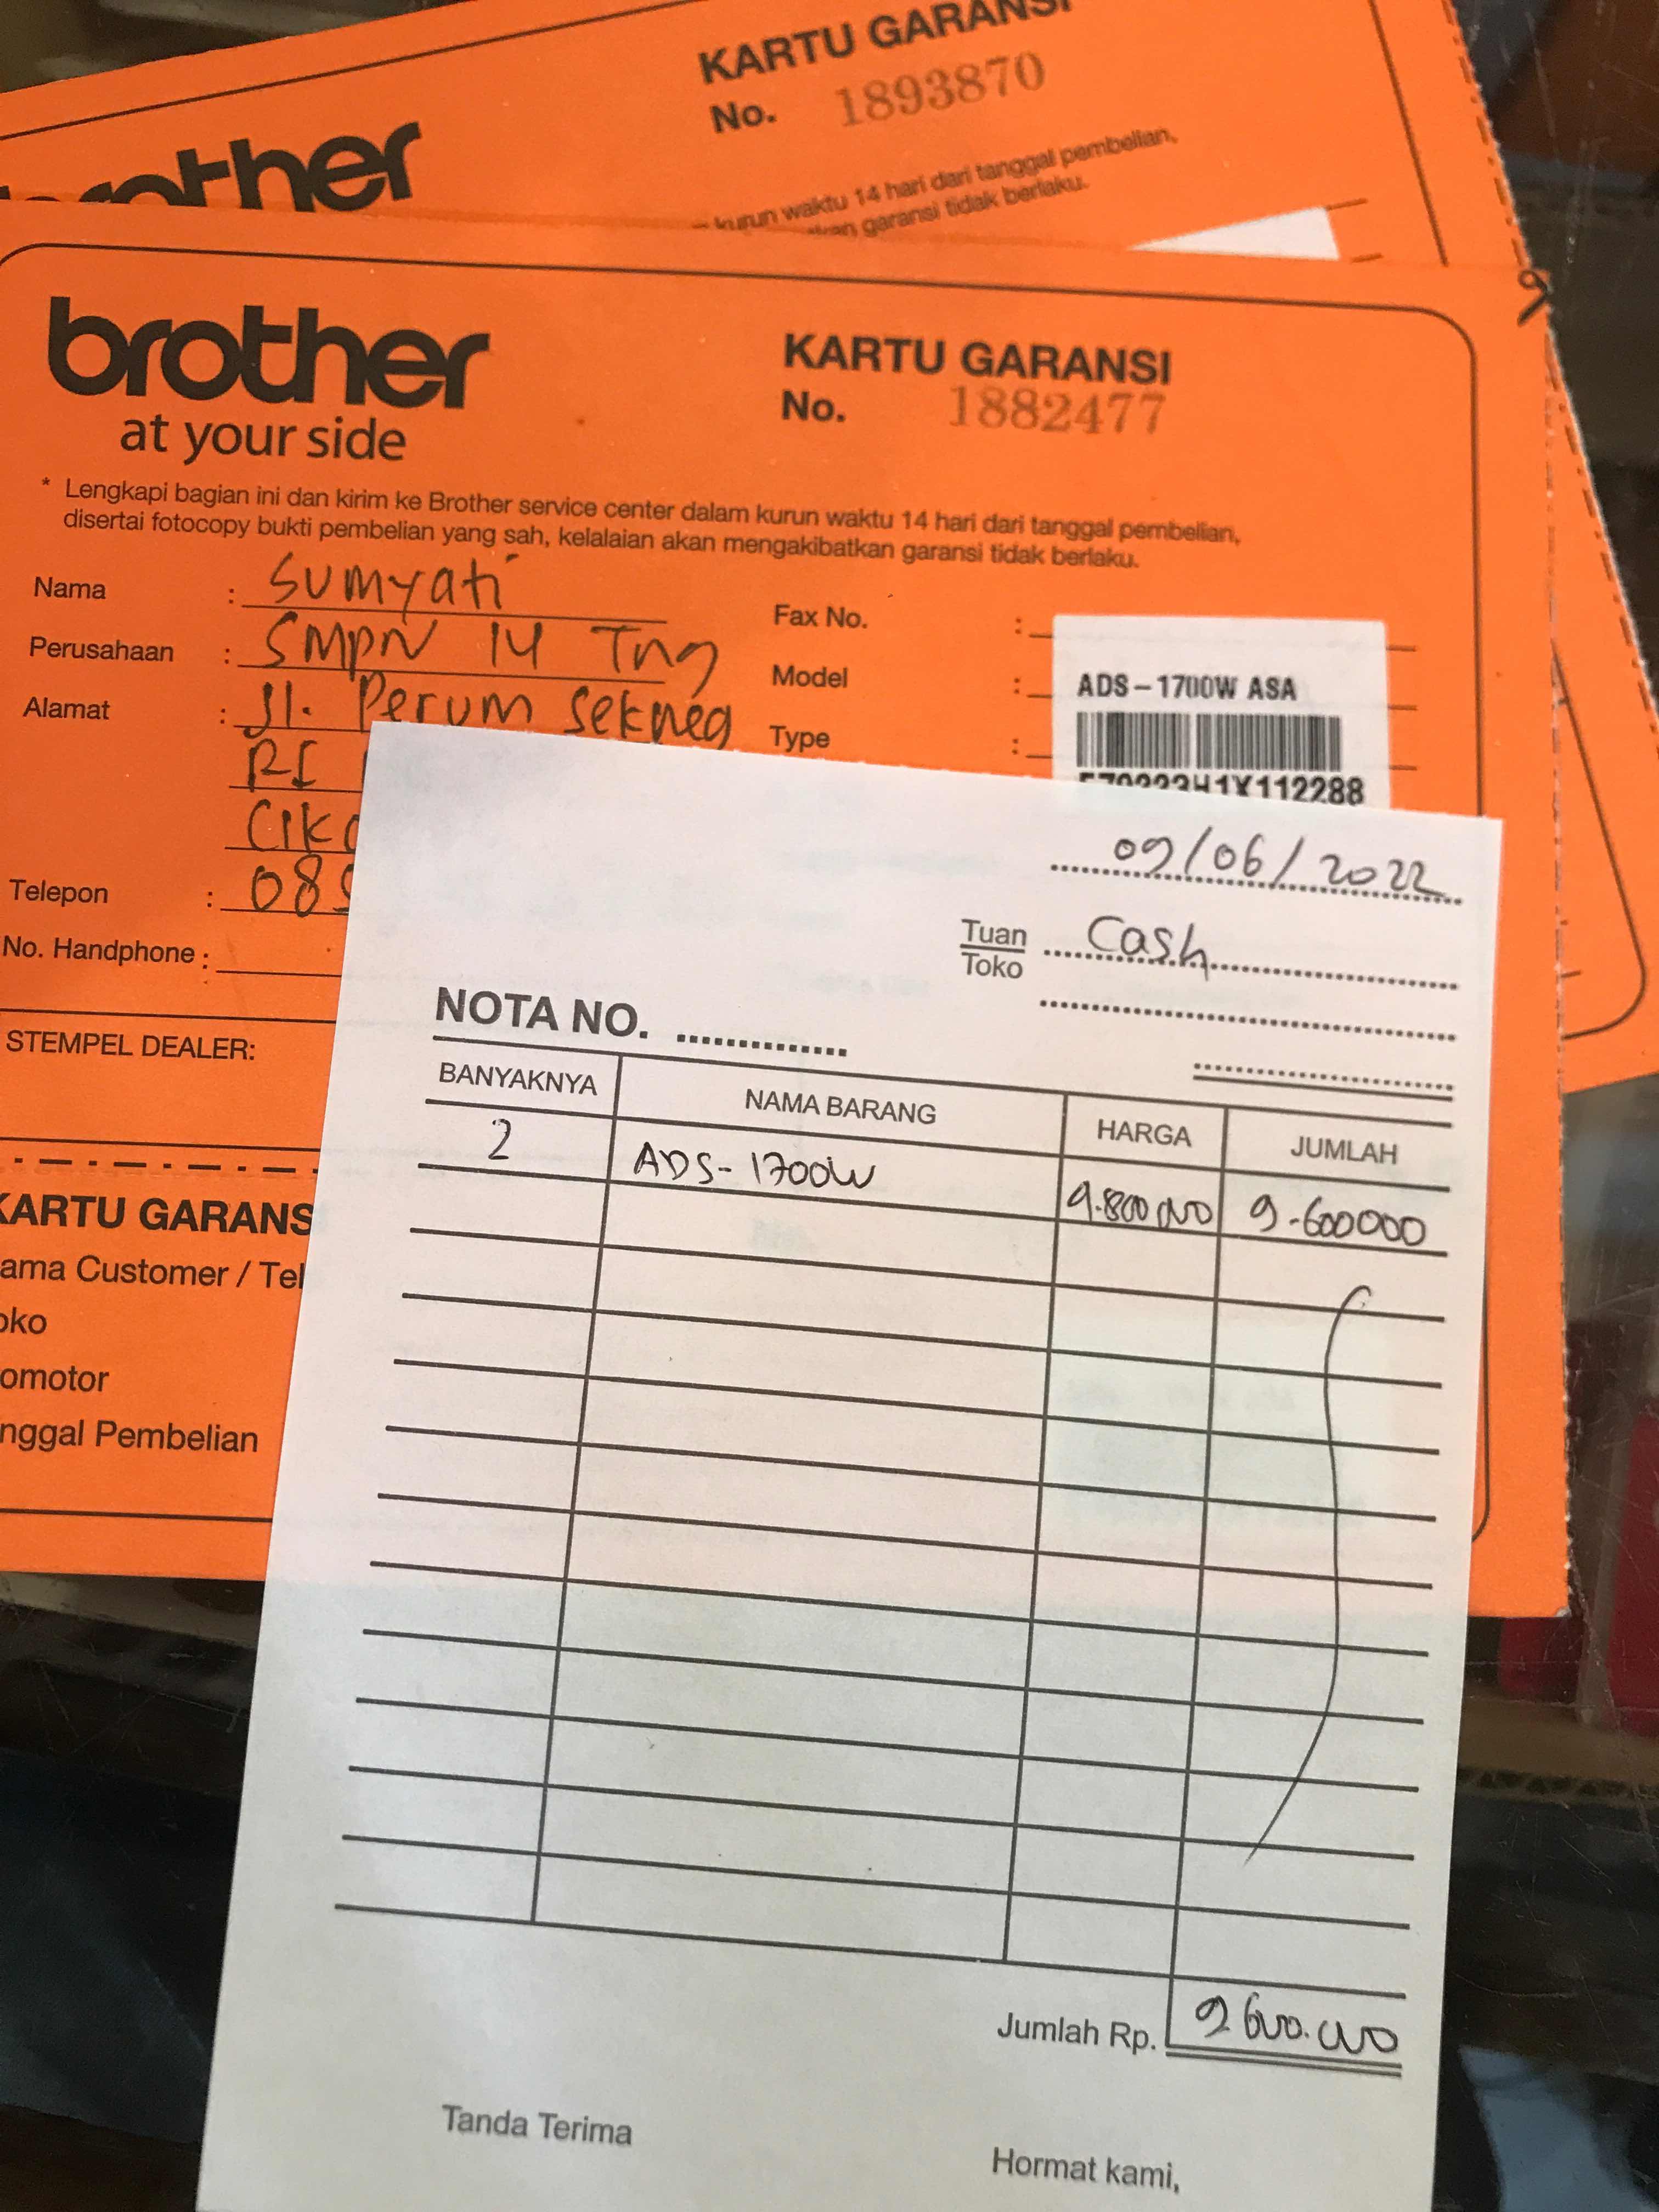 KARTU GARANSI
No. 1893870
kurun waktu 14 hari dari tanggal pembelian,
garansi tidak berlaku.
brother
at your side
KARTU GARANSI
No. 1882477
* Lengkapi bagian ini dan kirim ke Brother service center dalam kurun waktu 14 hari dari tanggal pembelian,
disertai fotocopy bukti pembelian yang sah, kelalaian akan mengakibatkan garansi tidak berlaku.
Nama : Sumyati
Perusahaan : SMPN 14 Tng
Alamat : Jl. Perum Sekneg
RI
Telepon :
No. Handphone :
Fax No. :
Model :
Type :
ADS-1700W ASA
STEMPEL DEALER:
KARTU GARANS
ama Customer / Tel
oko
omotor
nggal Pembelian
09/06/2022
Tuan Cash
Toko
NOTA NO.
BANYAKNYA NAMA BARANG HARGA JUMLAH
2 ADS-1700W 9.600000
Jumlah Rp. 9.600.000
Tanda Terima
Hormat kami,